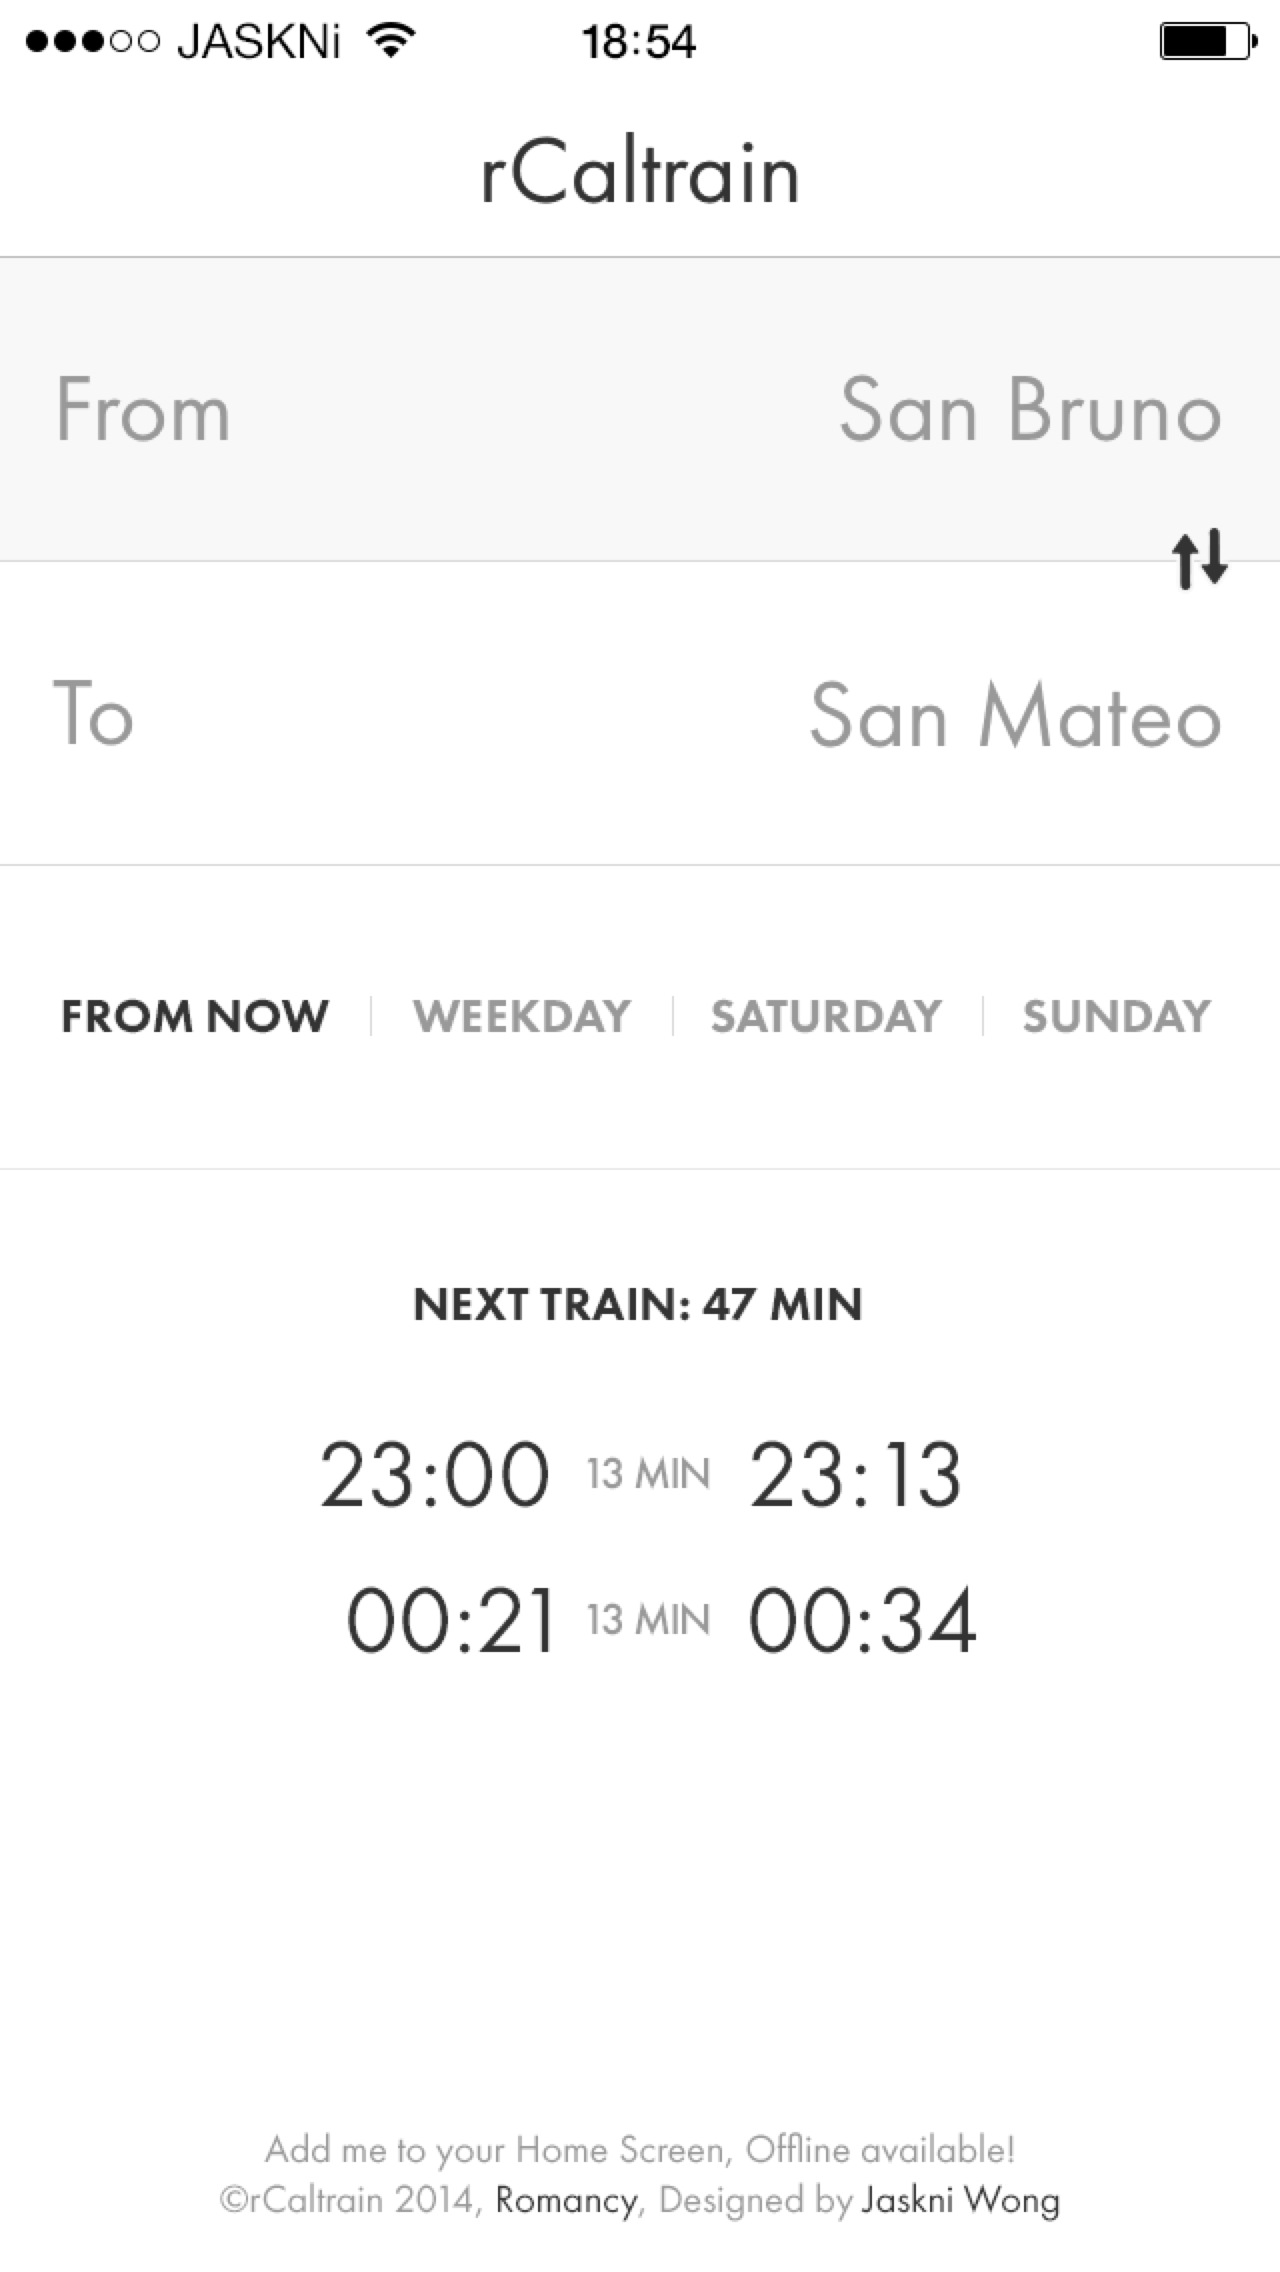 JASKNi 18:54
rCaltrain
From San Bruno
To San Mateo
FROM NOW WEEKDAY SATURDAY SUNDAY
NEXT TRAIN: 47 MIN
23:00 13 MIN 23:13
00:21 13 MIN 00:34
Add me to your Home Screen, Offline available!
©rCaltrain 2014, Romancy, Designed by Jaskni Wong